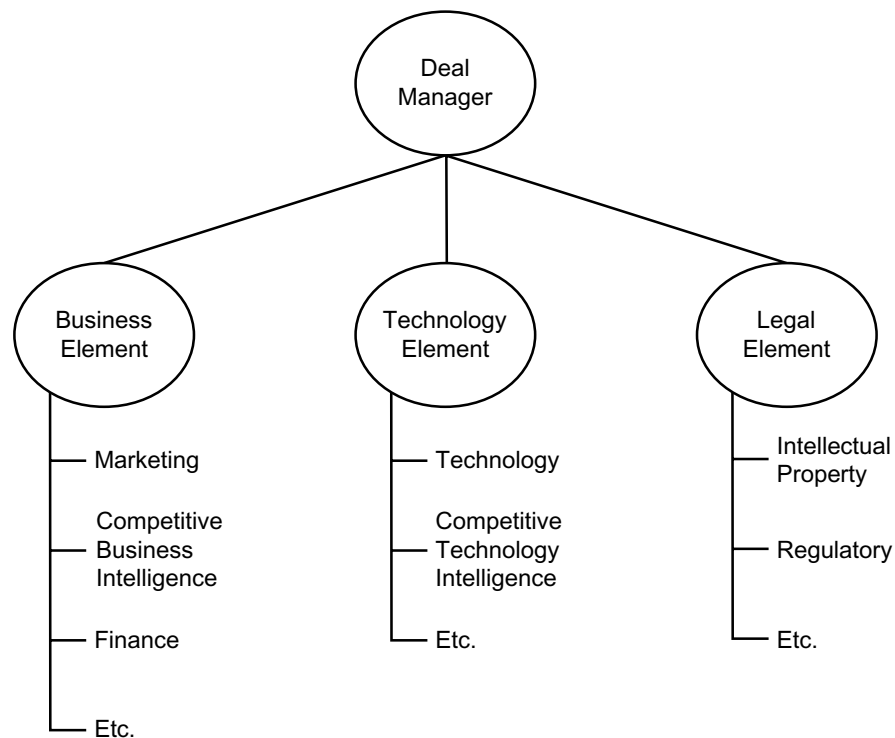 Deal
Manager
Business
Element
Technology
Element
Legal
Element
Marketing
Competitive
Business
Intelligence
Finance
Etc.
Technology
Competitive
Technology
Intelligence
Etc.
Intellectual
Property
Regulatory
Etc.